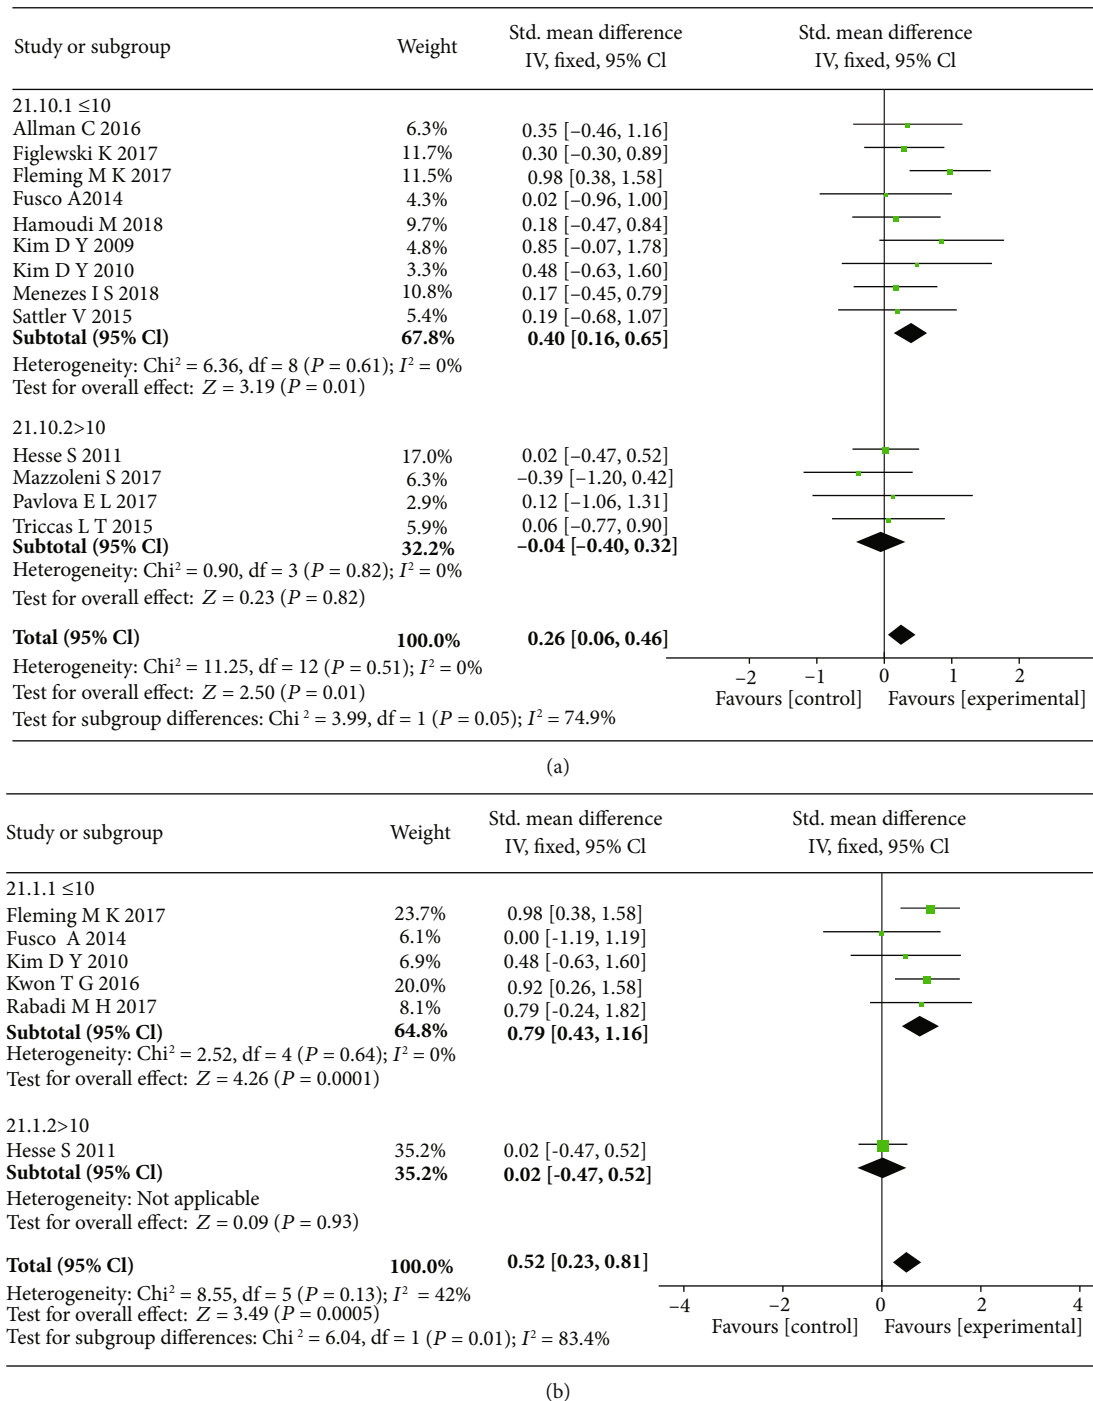 Study or subgroup Weight Std. mean difference Std. mean difference
IV, fixed, 95% Cl IV, fixed, 95% Cl
21.10.1 ≤10
Allman C 2016 6.3% 0.35 [–0.46, 1.16]
Figlewski K 2017 11.7% 0.30 [–0.30, 0.89]
Fleming M K 2017 11.5% 0.98 [0.38, 1.58]
Fusco A2014 4.3% 0.02 [–0.96, 1.00]
Hamoudi M 2018 9.7% 0.18 [–0.47, 0.84]
Kim D Y 2009 4.8% 0.85 [–0.07, 1.78]
Kim D Y 2010 3.3% 0.48 [–0.63, 1.60]
Menezes I S 2018 10.8% 0.17 [–0.45, 0.79]
Sattler V 2015 5.4% 0.19 [–0.68, 1.07]
Subtotal (95% Cl) 67.8% 0.40 [0.16, 0.65]
Heterogeneity: Chi² = 6.36, df = 8 (P = 0.61); I² = 0%
Test for overall effect: Z = 3.19 (P = 0.01)
21.10.2>10
Hesse S 2011 17.0% 0.02 [–0.47, 0.52]
Mazzoleni S 2017 6.3% –0.39 [–1.20, 0.42]
Pavlova E L 2017 2.9% 0.12 [–1.06, 1.31]
Triccas L T 2015 5.9% 0.06 [–0.77, 0.90]
Subtotal (95% Cl) 32.2% –0.04 [–0.40, 0.32]
Heterogeneity: Chi² = 0.90, df = 3 (P = 0.82); I² = 0%
Test for overall effect: Z = 0.23 (P = 0.82)
Total (95% Cl) 100.0% 0.26 [0.06, 0.46]
Heterogeneity: Chi² = 11.25, df = 12 (P = 0.51); I² = 0%
Test for overall effect: Z = 2.50 (P = 0.01)
Test for subgroup differences: Chi ² = 3.99, df = 1 (P = 0.05); I² = 74.9%
–2 –1 0 1 2
Favours [control] Favours [experimental]
(a)
Study or subgroup Weight Std. mean difference Std. mean difference
IV, fixed, 95% Cl IV, fixed, 95% Cl
21.1.1 ≤10
Fleming M K 2017 23.7% 0.98 [0.38, 1.58]
Fusco A 2014 6.1% 0.00 [-1.19, 1.19]
Kim D Y 2010 6.9% 0.48 [-0.63, 1.60]
Kwon T G 2016 20.0% 0.92 [0.26, 1.58]
Rabadi M H 2017 8.1% 0.79 [-0.24, 1.82]
Subtotal (95% Cl) 64.8% 0.79 [0.43, 1.16]
Heterogeneity: Chi² = 2.52, df = 4 (P = 0.64); I² = 0%
Test for overall effect: Z = 4.26 (P = 0.0001)
21.1.2>10
Hesse S 2011 35.2% 0.02 [-0.47, 0.52]
Subtotal (95% Cl) 35.2% 0.02 [-0.47, 0.52]
Heterogeneity: Not applicable
Test for overall effect: Z = 0.09 (P = 0.93)
Total (95% Cl) 100.0% 0.52 [0.23, 0.81]
Heterogeneity: Chi² = 8.55, df = 5 (P = 0.13); I² = 42%
Test for overall effect: Z = 3.49 (P = 0.0005)
Test for subgroup differences: Chi ² = 6.04, df = 1 (P = 0.01); I² = 83.4%
–4 –2 0 2 4
Favours [control] Favours [experimental]
(b)